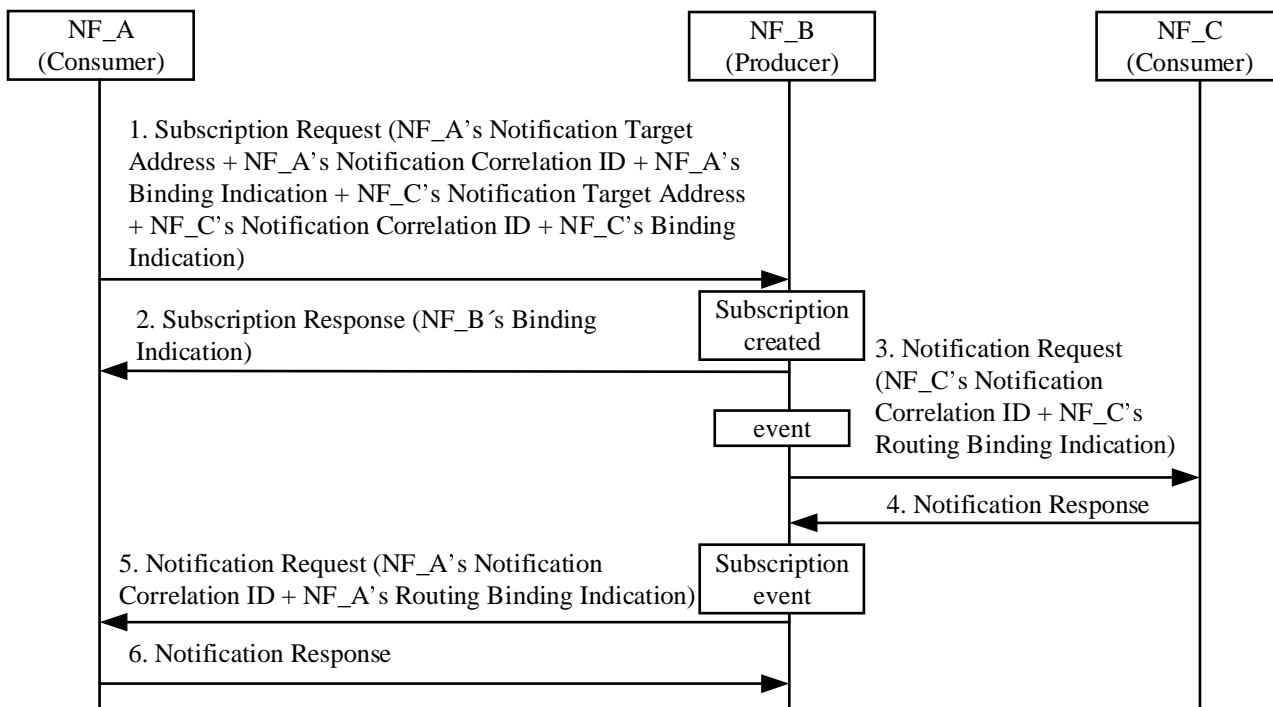 NF_A
(Consumer)
NF_B
(Producer)
NF_C
(Consumer)
1. Subscription Request (NF_A’s Notification Target
Address + NF_A’s Notification Correlation ID + NF_A’s
Binding Indication + NF_C’s Notification Target Address
+ NF_C’s Notification Correlation ID + NF_C’s Binding
Indication)
Subscription
created
2. Subscription Response (NF_B´s Binding
Indication)
3. Notification Request
(NF_C’s Notification
Correlation ID + NF_C’s
Routing Binding Indication)
event
4. Notification Response
5. Notification Request (NF_A’s Notification
Correlation ID + NF_A’s Routing Binding Indication)
Subscription
event
6. Notification Response